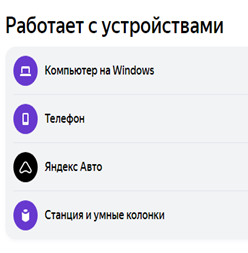 Работает с устройствами
Компьютер на Windows
Телефон
Яндекс Авто
Станция и умные колонки